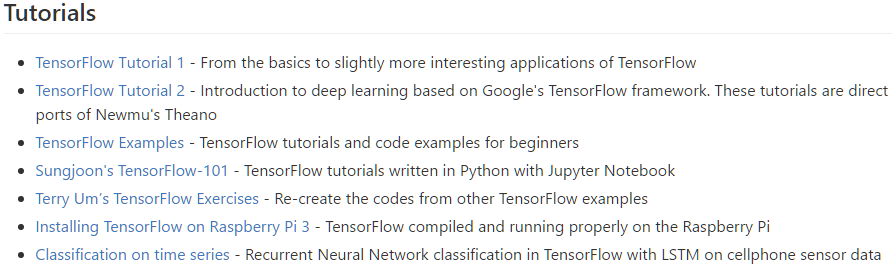 Tutorials
TensorFlow Tutorial 1 - From the basics to slightly more interesting applications of TensorFlow
TensorFlow Tutorial 2 - Introduction to deep learning based on Google's TensorFlow framework. These tutorials are direct
ports of Newmu's Theano
TensorFlow Examples - TensorFlow tutorials and code examples for beginners
Sungjoon's TensorFlow-101 - TensorFlow tutorials written in Python with Jupyter Notebook
Terry Um’s TensorFlow Exercises - Re-create the codes from other TensorFlow examples
Installing TensorFlow on Raspberry Pi 3 - TensorFlow compiled and running properly on the Raspberry Pi
Classification on time series - Recurrent Neural Network classification in TensorFlow with LSTM on cellphone sensor data